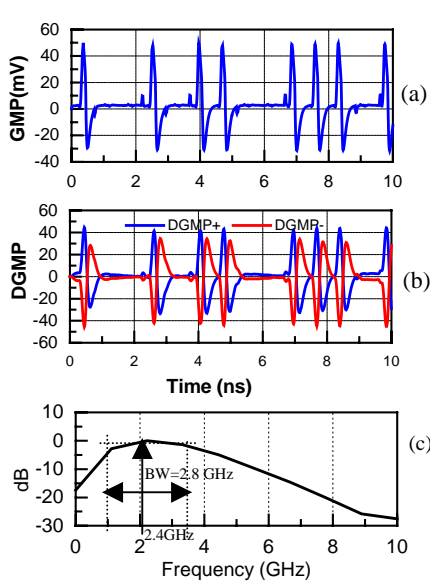 60
40
20
0
-20
-40
GMP(mV)
0 2 4 6 8 10
(a)
60
40
20
0
-20
-40
-60
DGMP
DGMP+ DGMP-
0 2 4 6 8 10
(b)
Time (ns)
10
0
-10
-20
-30
dB
BW=2.8 GHz
2.4GHz
(c)
0 2 4 6 8 10
Frequency (GHz)